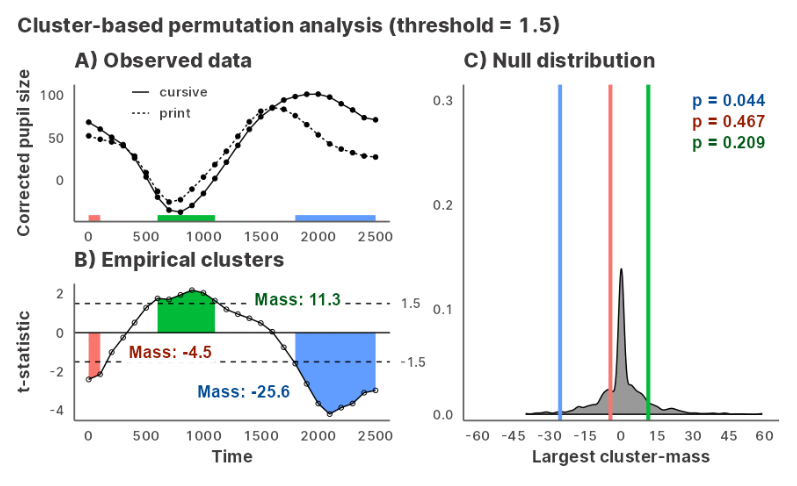 Cluster-based permutation analysis (threshold = 1.5)
A) Observed data
Corrected pupil size
100
50
0
cursive
print
0 500 1000 1500 2000 2500
B) Empirical clusters
t-statistic
2
0
-2
-4
Mass: 11.3
1.5
Mass: -4.5
-1.5
Mass: -25.6
0 500 1000 1500 2000 2500
Time
C) Null distribution
0.3
0.2
0.1
0.0
p = 0.044
p = 0.467
p = 0.209
-60 -45 -30 -15 0 15 30 45 60
Largest cluster-mass